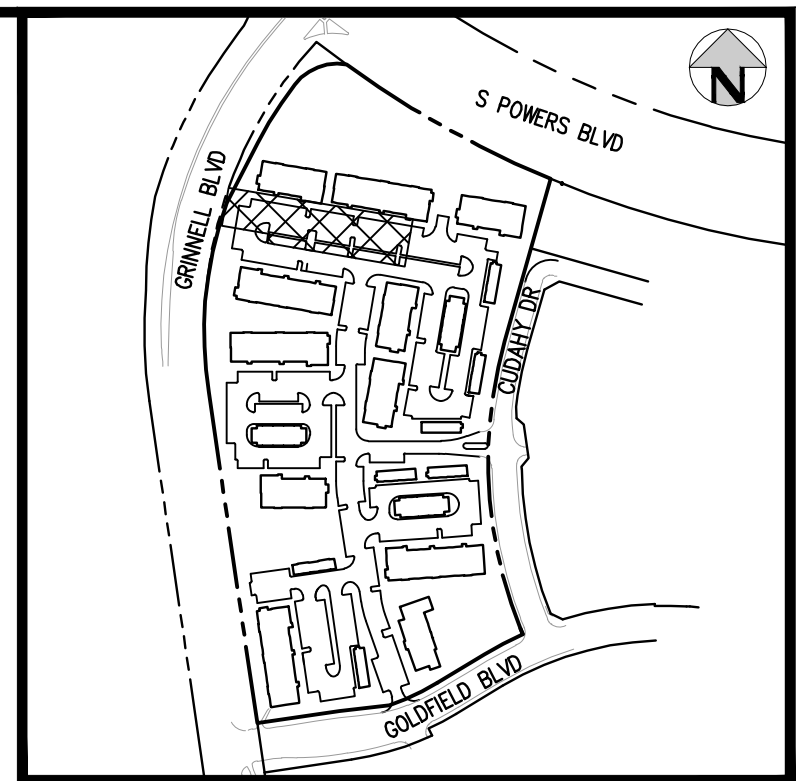 N
S POWERS BLVD
GRINNELL BLVD
CUDAHY DR
GOLDFIELD BLVD